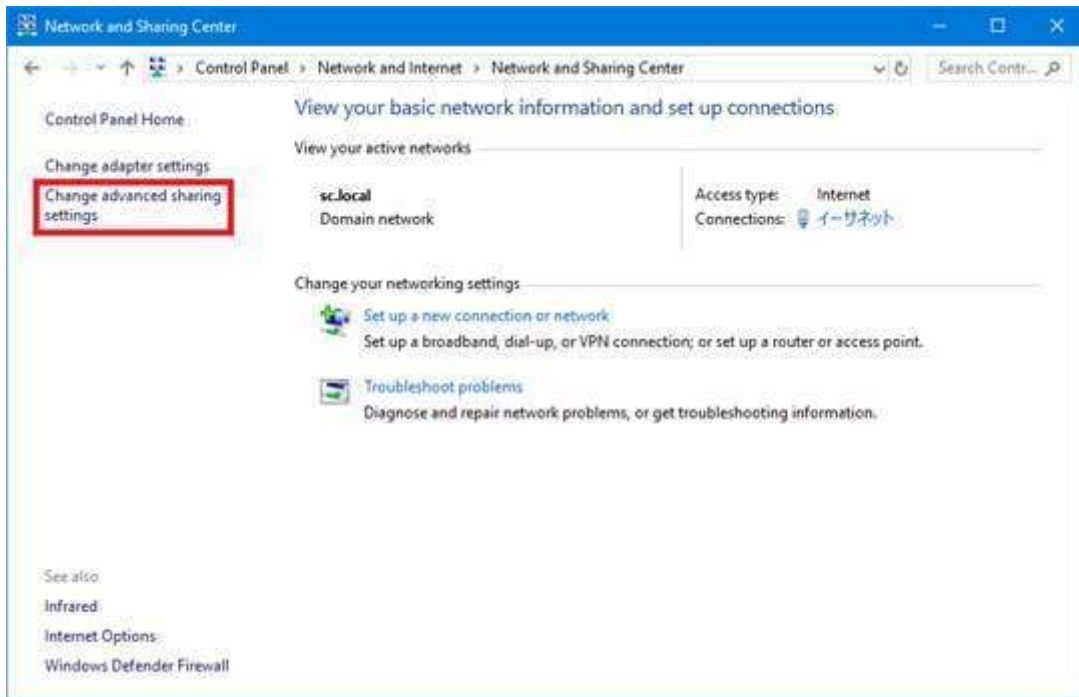 Network and Sharing Center
Control Panel > Network and Internet > Network and Sharing Center
Search Contr...
Control Panel Home
Change adapter settings
Change advanced sharing
settings
View your basic network information and set up connections
View your active networks
sc.local
Domain network
Access type: Internet
Connections: イーサネット
Change your networking settings
Set up a new connection or network
Set up a broadband, dial-up, or VPN connection; or set up a router or access point.
Troubleshoot problems
Diagnose and repair network problems, or get troubleshooting information.
See also
Infrared
Internet Options
Windows Defender Firewall